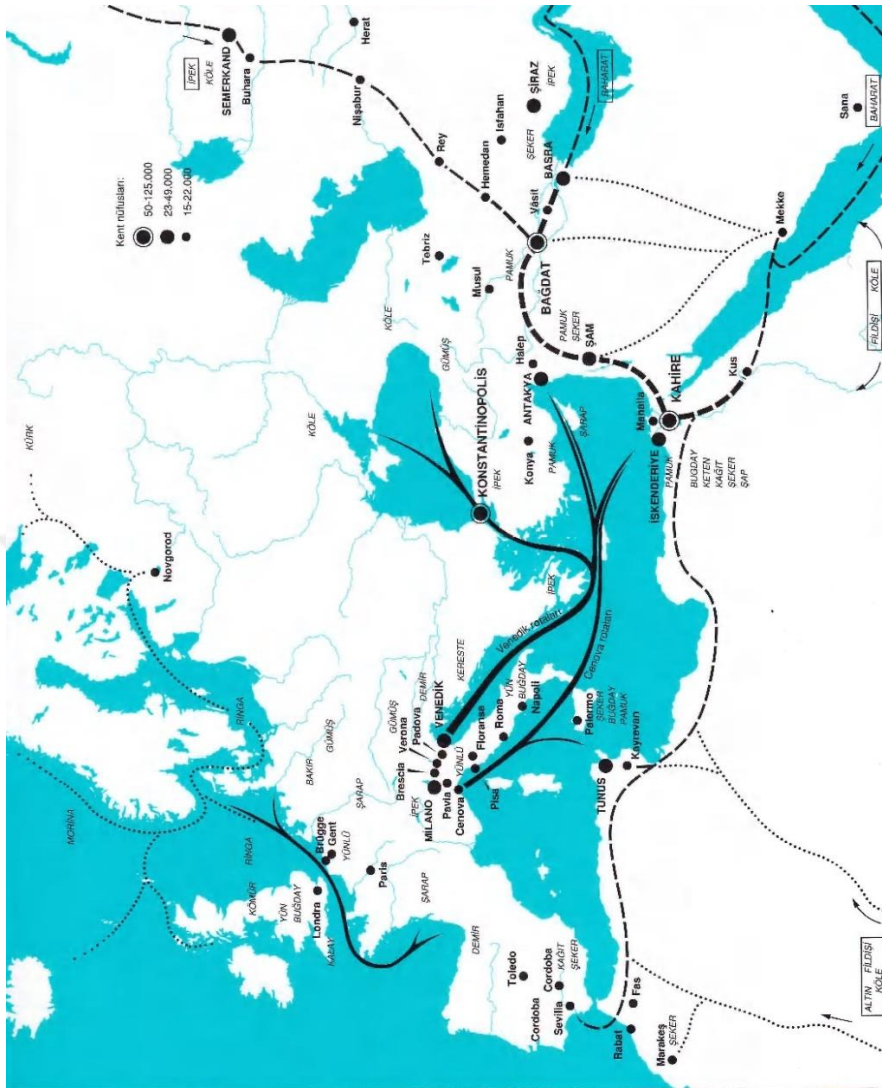 MORİNA
KÜRK
Novgorod
RİNGA
RİNGA
KÖMÜR
YÜN
BUĞDAY
Londra
KALAY
Brügge
Gent
YÜNLÜ
BAKIR
GÜMÜŞ
Paris
ŞARAP
ŞARAP
DEMİR
Toledo
Cordoba
Cordoba
KAĞIT
Sevilla
ŞEKER
Rabat
Fas
Marakeş
ŞEKER
ALTIN FİLDİŞİ
KÖLE
Brescia
Verona
Padova
GÜMÜŞ
DEMİR
VENEDİK
KERESTE
İPEK
MİLANO
Pavia
Cenova
YÜNLÜ
Floranse
Pisa
Roma
YÜN
BUĞDAY
Napoli
Palermo
ŞEKER
BUĞDAY
PAMUK
TUNUS
Kayrevan
Venedik rotaları
Cenova rotaları
İPEK
KÖLE
KONSTANTİNOPOLİS
İPEK
KÖLE
GÜMÜŞ
Konya
PAMUK
ANTAKYA
Halep
ŞARAP
PAMUK
ŞEKER
ŞAM
İSKENDERİYE
Mahalla
KAHİRE
PAMUK
BUĞDAY
KETEN
KAĞIT
ŞEKER
ŞAP
Kus
FİLDİŞİ KÖLE
Mekke
Sana
BAHARAT
Tebriz
Musul
PAMUK
BAĞDAT
Vâsit
BASRA
BAHARAT
Hemedan
Rey
Isfahan
ŞEKER
ŞİRAZ
İPEK
Nişabur
Herat
İPEK
KÖLE
SEMERKAND
Buhara
Kent nüfusları:
50-125.000
23-49.000
15-22.000